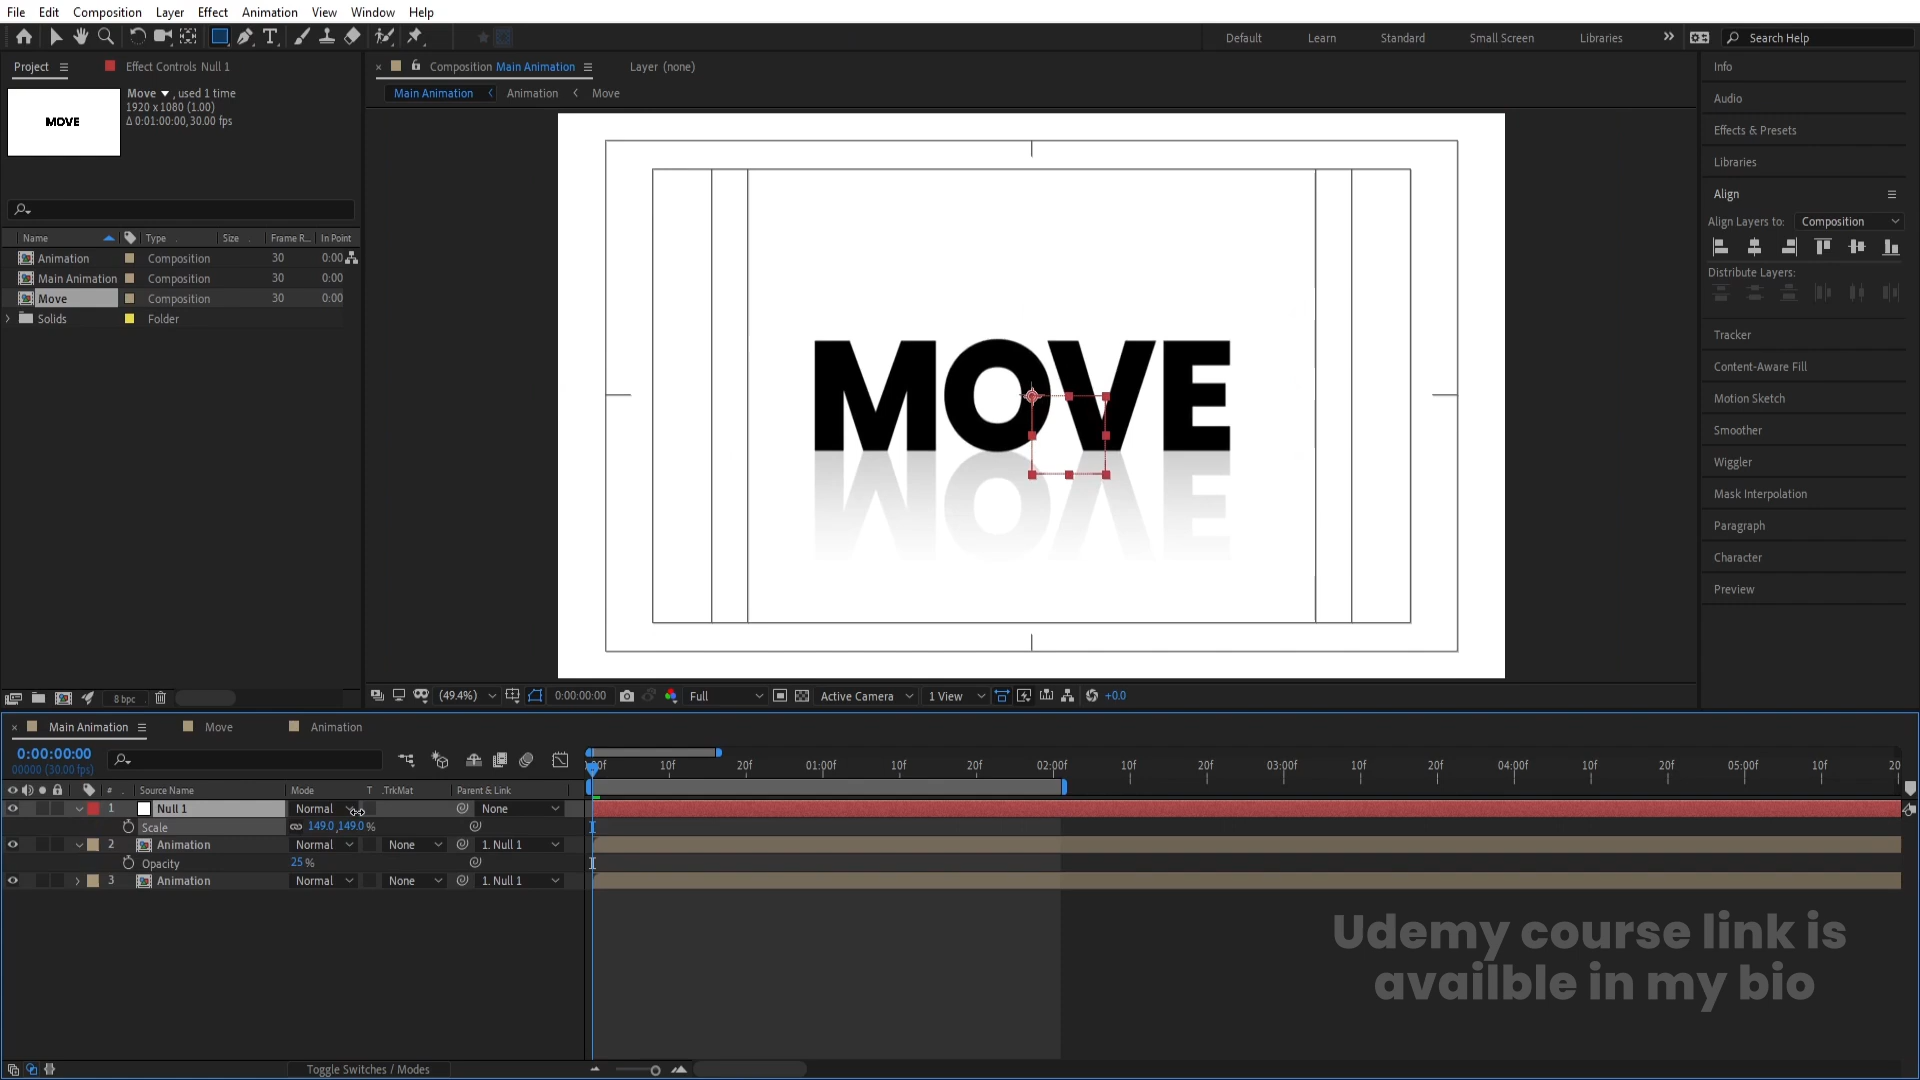 File Edit Composition Layer Effect Animation View Window Help
Default Learn Standard Small Screen Libraries Search Help
Project Effect Controls Null 1
Composition Main Animation Layer (none)
Main Animation Animation Move
Move , used 1 time
1920 x 1080 (1.00)
Δ 0:01:00:00, 30.00 fps
MOVE
Name Type Size Frame R... In Point
Animation Composition 30 0:00
Main Animation Composition 30 0:00
Move Composition 30 0:00
Solids Folder
8 bpc
MOVE
(49.4%) 0:00:00:00 Full Active Camera 1 View +0.0
Info
Audio
Effects & Presets
Libraries
Align
Align Layers to: Composition
Distribute Layers:
Tracker
Content-Aware Fill
Motion Sketch
Smoother
Wiggler
Mask Interpolation
Paragraph
Character
Preview
Main Animation Move Animation
0:00:00:00
00000 (30.00 fps)
:00f 10f 20f 01:00f 10f 20f 02:00f 10f 20f 03:00f 10f 20f 04:00f 10f 20f 05:00f 10f 20
# Source Name Mode T .TrkMat Parent & Link
1 Null 1 Normal None
Scale 149.0,149.0 %
2 Animation Normal None 1. Null 1
Opacity 25 %
3 Animation Normal None 1. Null 1
Udemy course link is
availble in my bio
Toggle Switches / Modes